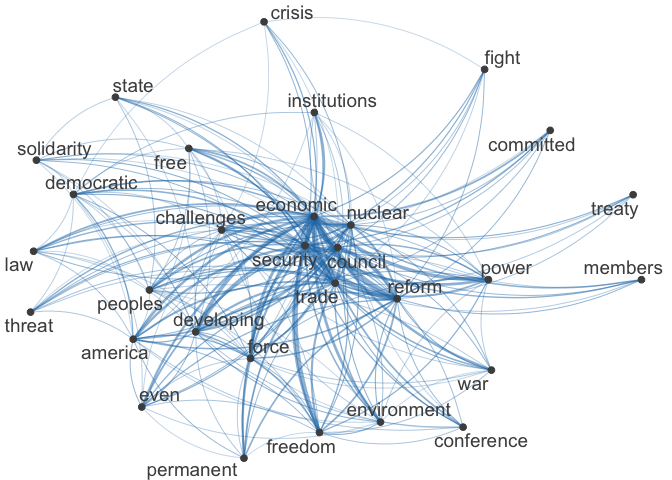 crisis
fight
state
institutions
committed
solidarity
free
democratic
treaty
economic
nuclear
challenges
law
security
council
power
members
peoples
trade
reform
threat
developing
america
force
war
even
environment
freedom
conference
permanent